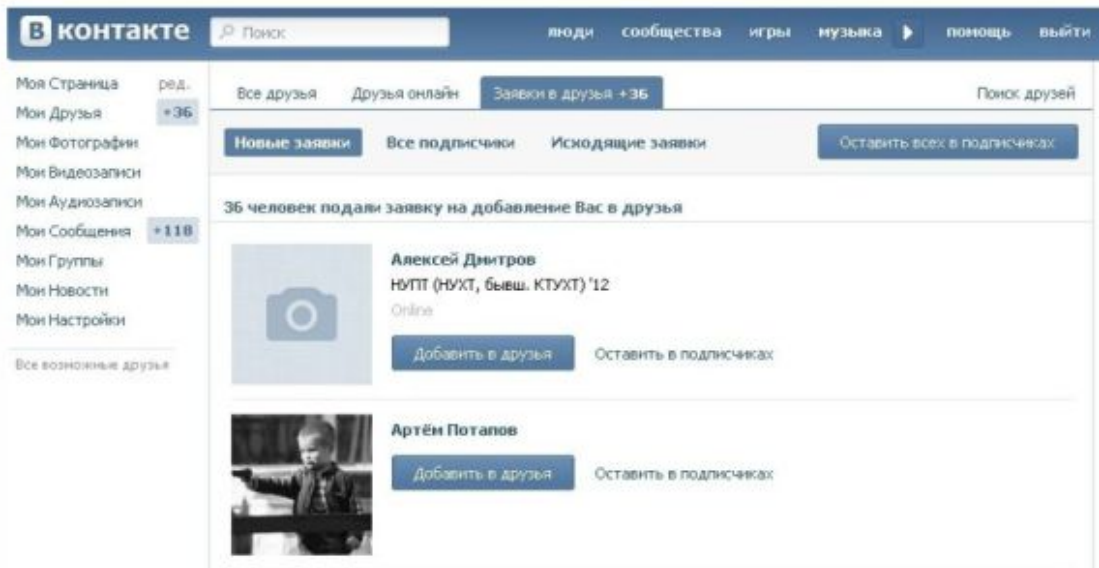 В контакте Поиск люди сообщества игры музыка помощь выйти
Моя Страница ред.
Мои Друзья +36
Мои Фотографии
Мои Видеозаписи
Мои Аудиозаписи
Мои Сообщения +118
Мои Группы
Мои Новости
Мои Настройки
Все возможные друзья
Все друзья Друзья онлайн Заявки в друзья +36 Поиск друзей
Новые заявки Все подписчики Исходящие заявки Оставить всех в подписчиках
36 человек подали заявку на добавление Вас в друзья
Алексей Дмитров
НУПТ (НУХТ, бывш. КТУХТ) '12
Online
Добавить в друзья Оставить в подписчиках
Артём Потапов
Добавить в друзья Оставить в подписчиках